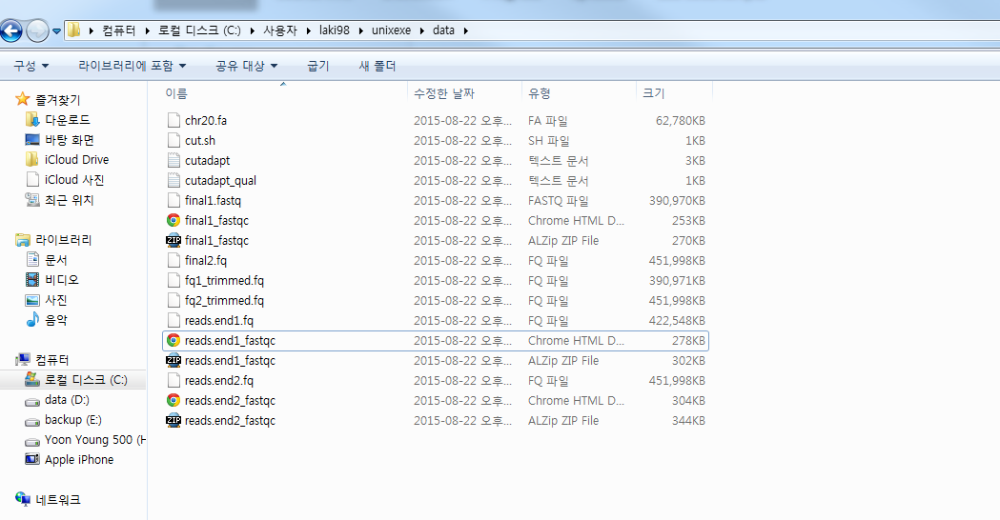 컴퓨터 로컬 디스크 (C:) 사용자 laki98 unixexe data
구성 라이브러리에 포함 공유 대상 굽기 새 폴더
즐겨찾기
다운로드
바탕 화면
iCloud Drive
iCloud 사진
최근 위치
라이브러리
문서
비디오
사진
음악
컴퓨터
로컬 디스크 (C:)
data (D:)
backup (E:)
Yoon Young 500 (H
Apple iPhone
네트워크
이름 수정한 날짜 유형 크기
chr20.fa 2015-08-22 오후... FA 파일 62,780KB
cut.sh 2015-08-22 오후... SH 파일 1KB
cutadapt 2015-08-22 오후... 텍스트 문서 3KB
cutadapt_qual 2015-08-22 오후... 텍스트 문서 1KB
final1.fastq 2015-08-22 오후... FASTQ 파일 390,970KB
final1_fastqc 2015-08-22 오후... Chrome HTML D... 253KB
final1_fastqc 2015-08-22 오후... ALZip ZIP File 270KB
final2.fq 2015-08-22 오후... FQ 파일 451,998KB
fq1_trimmed.fq 2015-08-22 오후... FQ 파일 390,971KB
fq2_trimmed.fq 2015-08-22 오후... FQ 파일 451,998KB
reads.end1.fq 2015-08-22 오후... FQ 파일 422,548KB
reads.end1_fastqc 2015-08-22 오후... Chrome HTML D... 278KB
reads.end1_fastqc 2015-08-22 오후... ALZip ZIP File 302KB
reads.end2.fq 2015-08-22 오후... FQ 파일 451,998KB
reads.end2_fastqc 2015-08-22 오후... Chrome HTML D... 304KB
reads.end2_fastqc 2015-08-22 오후... ALZip ZIP File 344KB